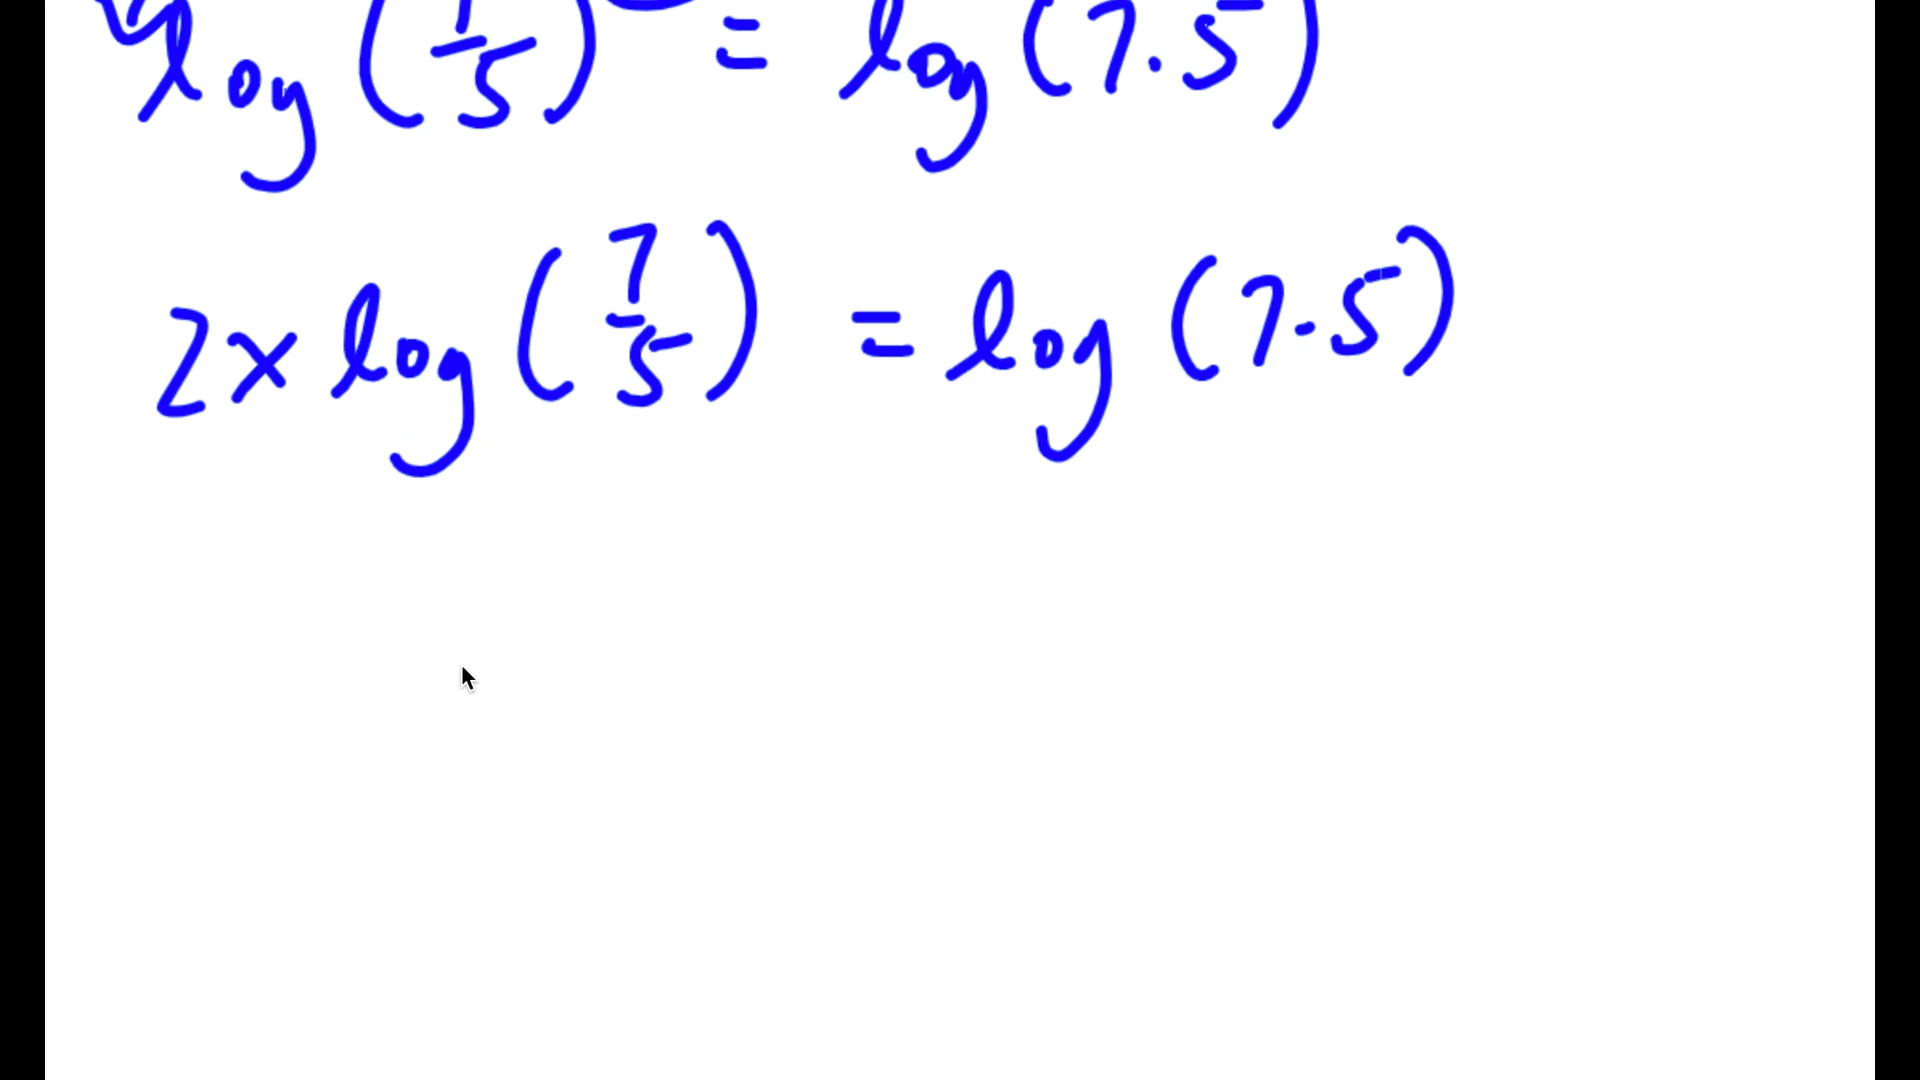 log (7/5) = log (7·5)
2x log (7/5) = log (7·5)